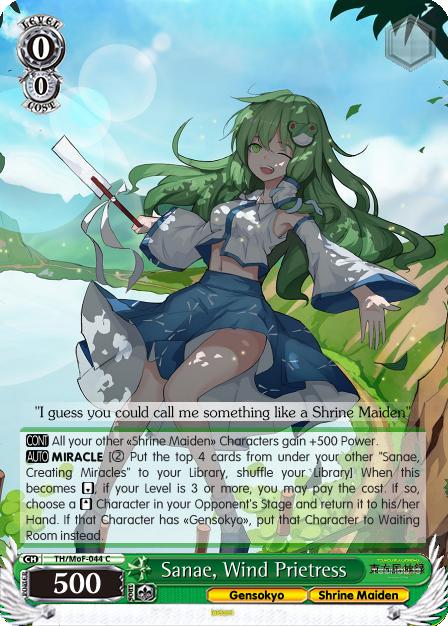 LEVEL
0
0
COST
"I guess you could call me something like a Shrine Maiden"
CONT All your other «Shrine Maiden» Characters gain +500 Power.
AUTO MIRACLE [② Put the top 4 cards from under your other "Sanae,
Creating Miracles" to your Library, shuffle your Library] When this
becomes [ ], if your Level is 3 or more, you may pay the cost. If so,
choose a [ ] Character in your Opponent's Stage and return it to his/her
Hand. If that Character has «Gensokyo», put that Character to Waiting
Room instead.
CH TH/MoF-044 C
POWER 500 SOUL Sanae, Wind Prietress
Gensokyo Shrine Maiden